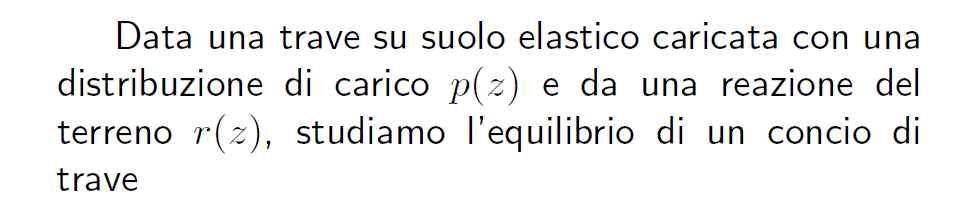 Data una trave su suolo elastico caricata con una
distribuzione di carico p(z) e da una reazione del
terreno r(z), studiamo l'equilibrio di un concio di
trave